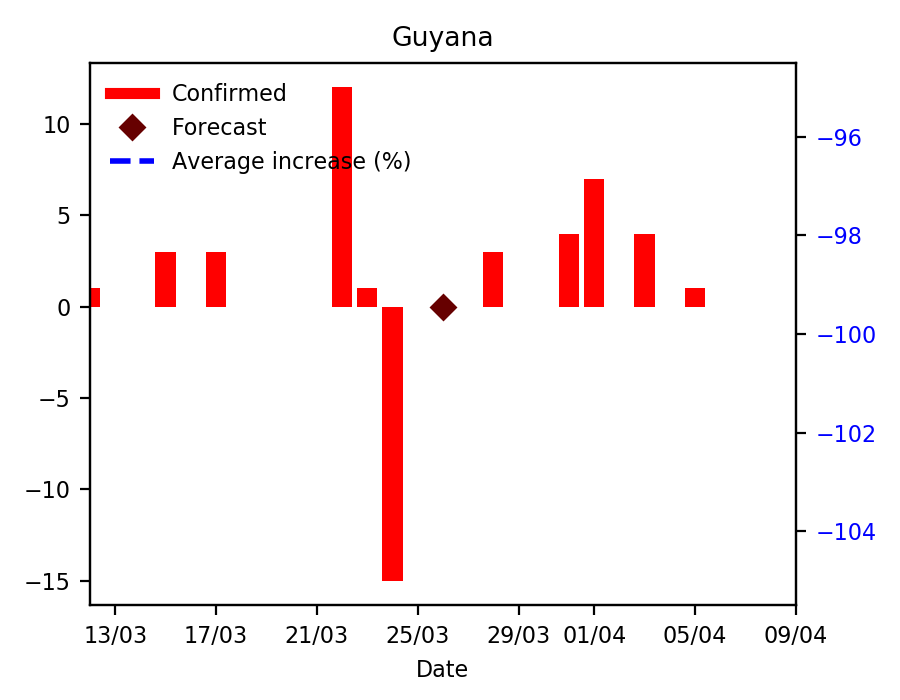 Guyana
Confirmed
Forecast
Average increase (%)
10
5
0
−5
−10
−15
−96
−98
−100
−102
−104
13/03 17/03 21/03 25/03 29/03 01/04 05/04 09/04
Date